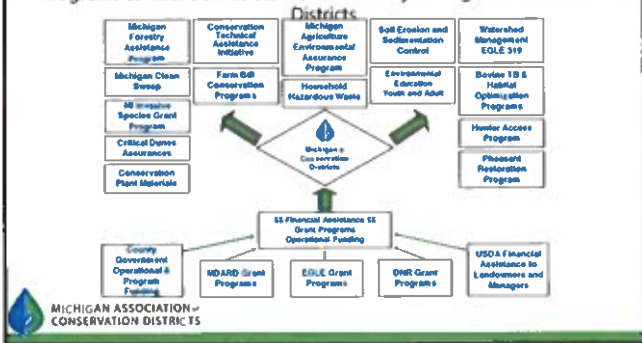 Districts
Michigan
Forestry
Assistance
Program
Conservation
Technical
Assistance
Initiative
Michigan
Agriculture
Environmental
Assurance
Program
Soil Erosion and
Sedimentation
Control
Watershed
Management
EGLE 319
Michigan Clean
Sweep
Farm Bill
Conservation
Programs
Household
Hazardous Waste
Environmental
Education
Youth and Adult
Bovine TB &
Habitat
Optimization
Programs
MI Invasive
Species Grant
Program
Critical Dunes
Assurances
Conservation
Plant Materials
Hunter Access
Program
Pheasant
Restoration
Program
Michigan's
Conservation
Districts
$$ Financial Assistance $$
Grant Programs
Operational Funding
County
Government
Operational &
Program
Funding
MDARD Grant
Programs
EGLE Grant
Programs
DNR Grant
Programs
USDA Financial
Assistance to
Landowners and
Managers
MICHIGAN ASSOCIATION of
CONSERVATION DISTRICTS